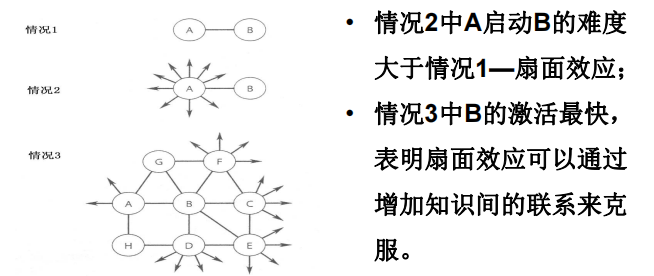 情况1
A B
情况2
A B
情况3
G F
A B C
H D E
• 情况2中A启动B的难度
大于情况1—扇面效应；
• 情况3中B的激活最快，
表明扇面效应可以通过
增加知识间的联系来克
服。